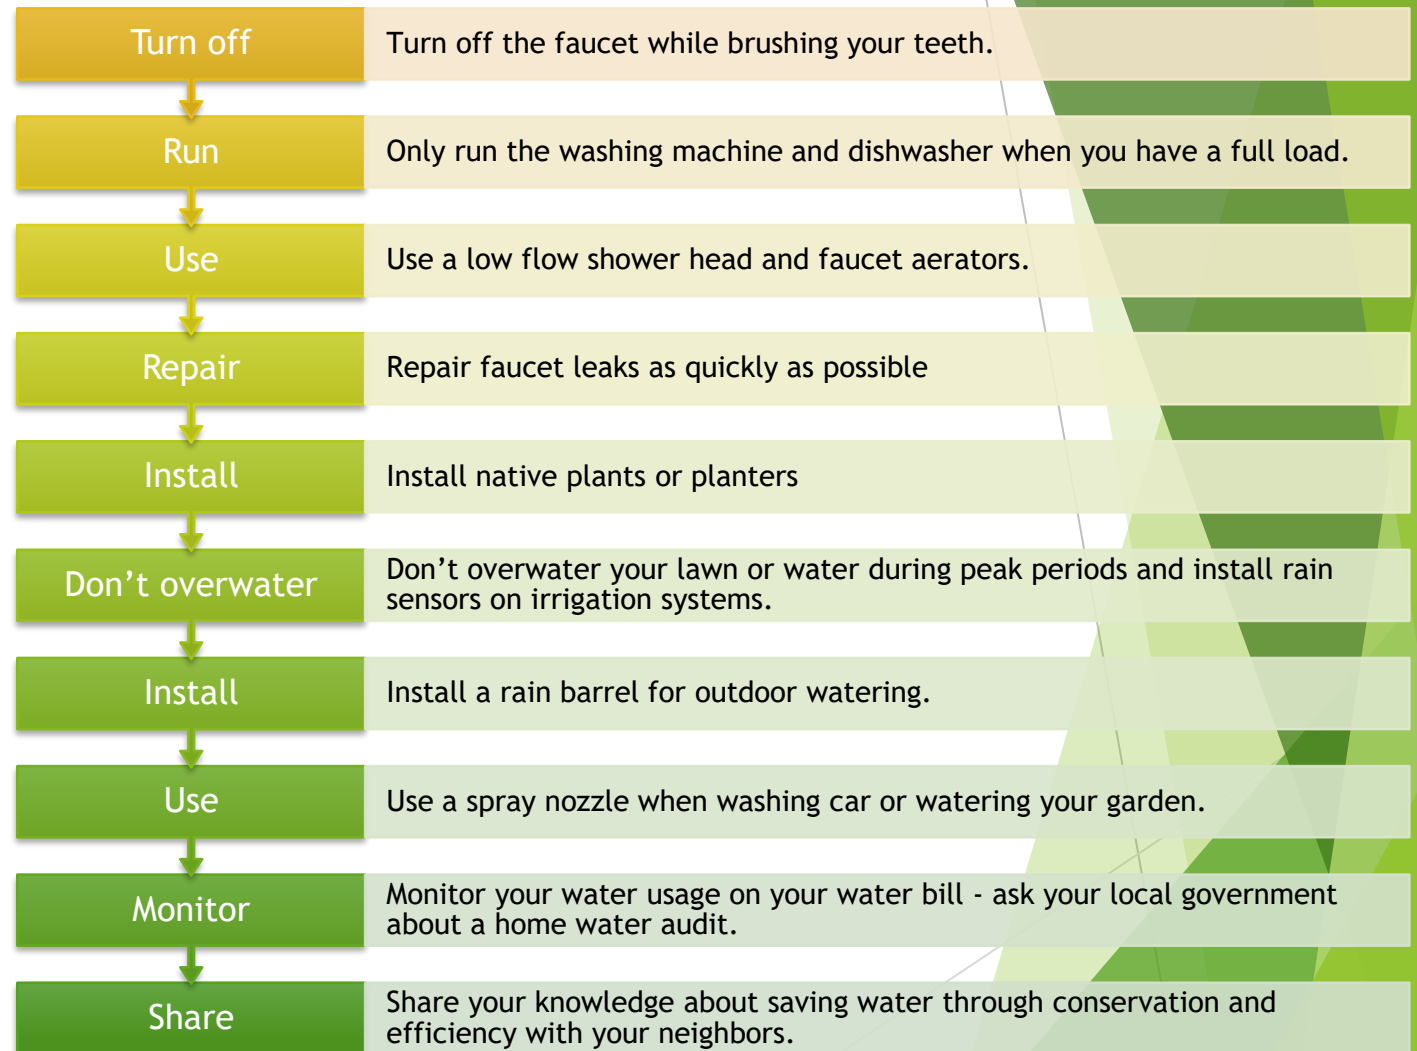 Turn off
Turn off the faucet while brushing your teeth.
Run
Only run the washing machine and dishwasher when you have a full load.
Use
Use a low flow shower head and faucet aerators.
Repair
Repair faucet leaks as quickly as possible
Install
Install native plants or planters
Don’t overwater
Don’t overwater your lawn or water during peak periods and install rain
sensors on irrigation systems.
Install
Install a rain barrel for outdoor watering.
Use
Use a spray nozzle when washing car or watering your garden.
Monitor
Monitor your water usage on your water bill - ask your local government
about a home water audit.
Share
Share your knowledge about saving water through conservation and
efficiency with your neighbors.